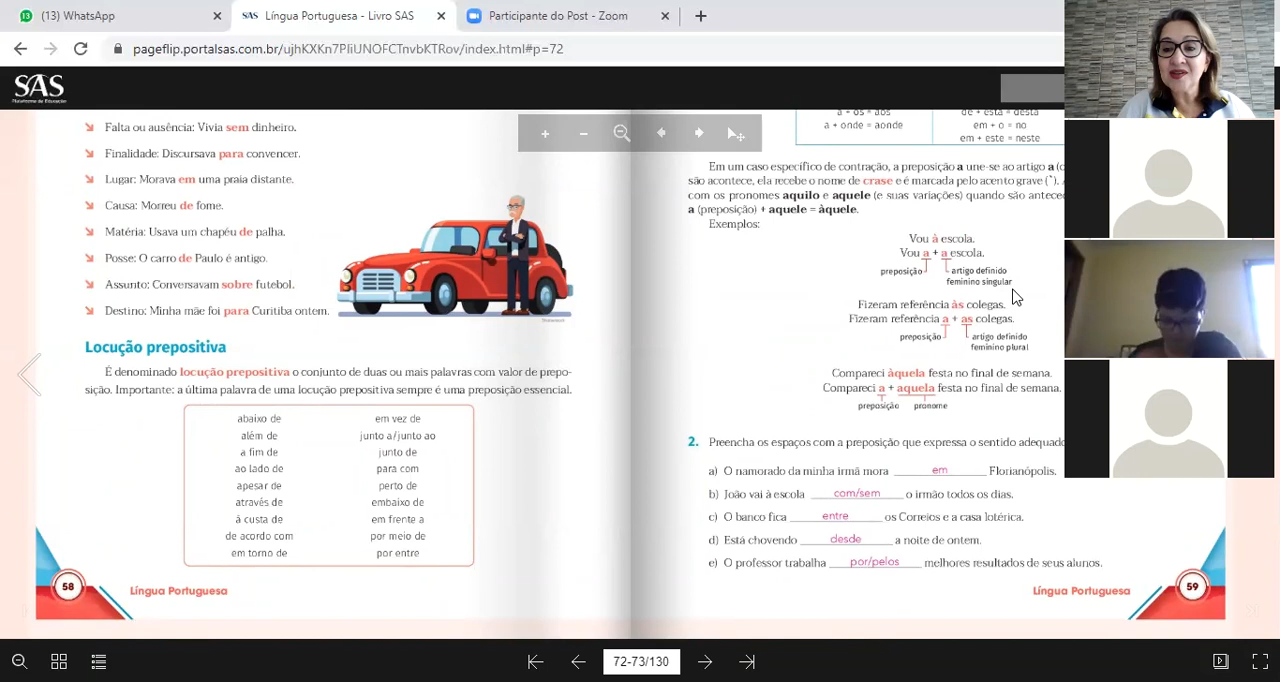 (13) WhatsApp
SAS Língua Portuguesa - Livro SAS
Participante do Post - Zoom
pageflip.portalsas.com.br/ujhKXKn7PIiUNOFCTnvbKTRov/index.html#p=72
SAS
Plataforma de Educação
Falta ou ausência: Vivia sem dinheiro.
Finalidade: Discursava para convencer.
Lugar: Morava em uma praia distante.
Causa: Morreu de fome.
Matéria: Usava um chapéu de palha.
Posse: O carro de Paulo é antigo.
Assunto: Conversavam sobre futebol.
Destino: Minha mãe foi para Curitiba ontem.
Locução prepositiva
É denominado locução prepositiva o conjunto de duas ou mais palavras com valor de prepo-
sição. Importante: a última palavra de uma locução prepositiva sempre é uma preposição essencial.
abaixo de
além de
a fim de
ao lado de
apesar de
através de
à custa de
de acordo com
em torno de
em vez de
junto a/junto ao
junto de
para com
perto de
embaixo de
em frente a
por meio de
por entre
58
Língua Portuguesa
a + os = aos
a + onde = aonde
de + esta = desta
em + o = no
em + este = neste
Em um caso específico de contração, a preposição a une-se ao artigo a (
são acontece, ela recebe o nome de crase e é marcada pelo acento grave (`).
com os pronomes aquilo e aquele (e suas variações) quando são antece
a (preposição) + aquele = àquele.
Exemplos:
Vou à escola.
Vou a + a escola.
preposição
artigo definido
feminino singular
Fizeram referência às colegas.
Fizeram referência a + as colegas.
preposição
artigo definido
feminino plural
Compareci àquela festa no final de semana.
Compareci a + aquela festa no final de semana.
preposição pronome
2. Preencha os espaços com a preposição que expressa o sentido adequad
a) O namorado da minha irmã mora em Florianópolis.
b) João vai à escola com/sem o irmão todos os dias.
c) O banco fica entre os Correios e a casa lotérica.
d) Está chovendo desde a noite de ontem.
e) O professor trabalha por/pelos melhores resultados de seus alunos.
Língua Portuguesa
59
72-73/130